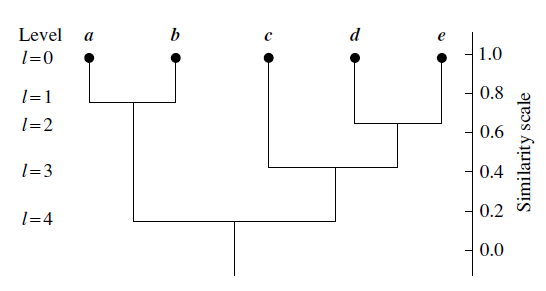 Level a b c d e
l=0
l=1
l=2
l=3
l=4
1.0
0.8
0.6
0.4
0.2
0.0
Similarity scale